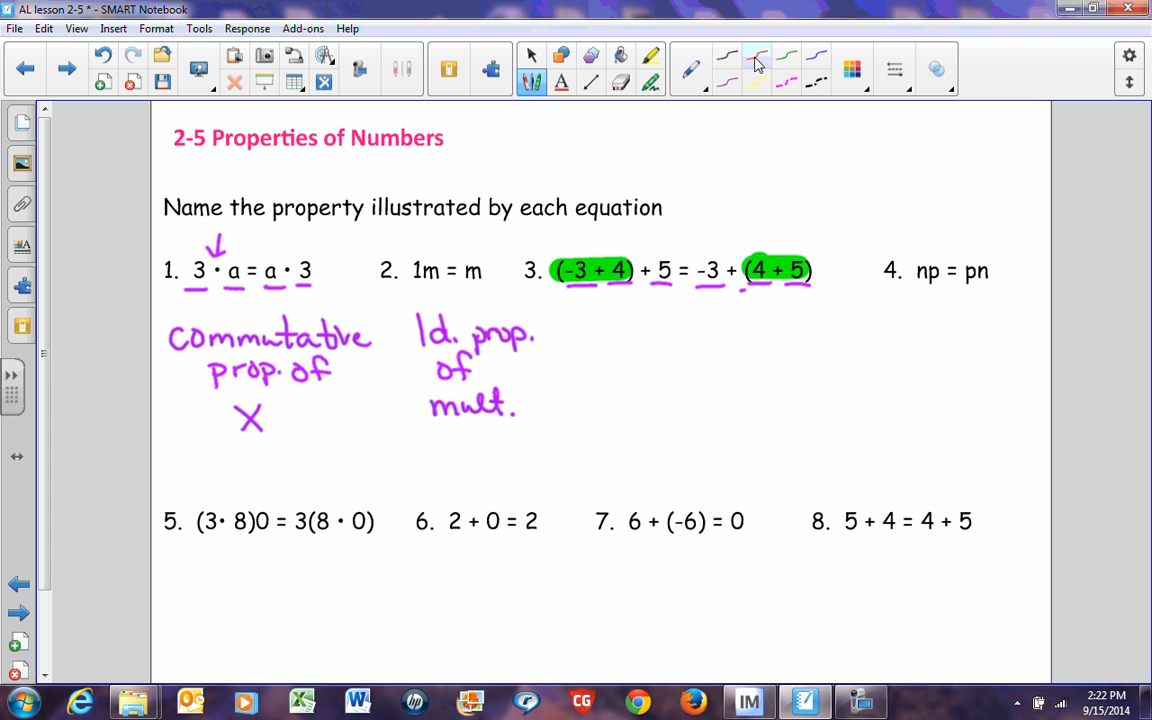 AL lesson 2-5 * - SMART Notebook
File Edit View Insert Format Tools Response Add-ons Help
2-5 Properties of Numbers
Name the property illustrated by each equation
1. 3 · a = a · 3 2. 1m = m 3. (-3 + 4) + 5 = -3 + (4 + 5) 4. np = pn
commutative prop. of X
Id. prop. of mult.
5. (3· 8)0 = 3(8 · 0) 6. 2 + 0 = 2 7. 6 + (-6) = 0 8. 5 + 4 = 4 + 5
CG IM
2:22 PM
9/15/2014